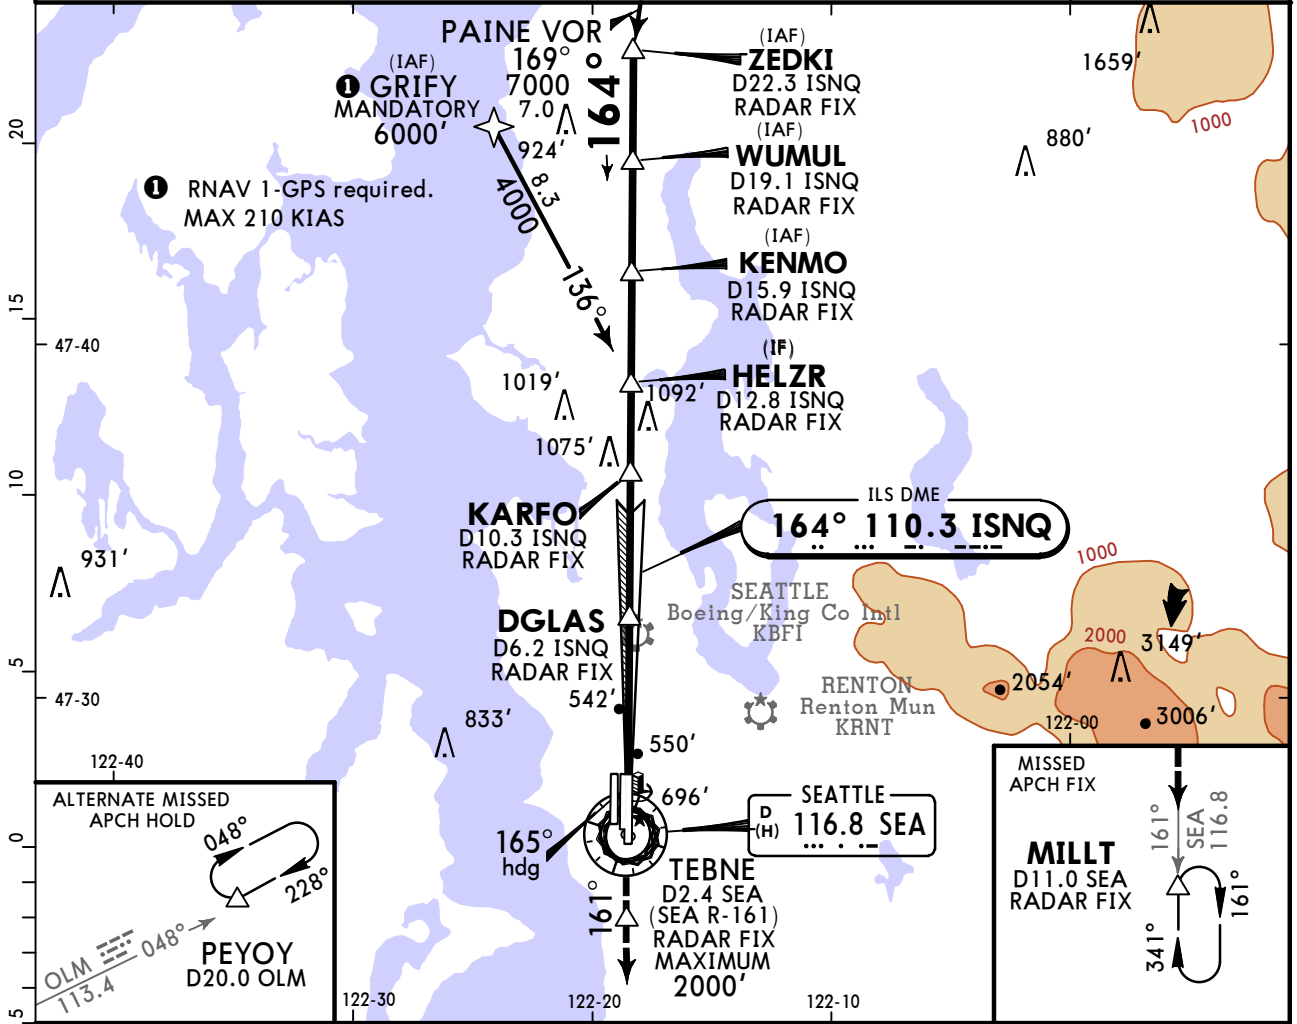 PAINE VOR
169°
7000
7.0
(IAF)
❶ GRIFY
MANDATORY
6000'
924'
164°
(IAF)
ZEDKI
D22.3 ISNQ
RADAR FIX
(IAF)
WUMUL
D19.1 ISNQ
RADAR FIX
(IAF)
KENMO
D15.9 ISNQ
RADAR FIX
(IF)
HELZR
D12.8 ISNQ
RADAR FIX
1659'
1000
880'
❶ RNAV 1-GPS required.
MAX 210 KIAS
8.3
4000
136°
20
15
47-40
1019'
1092'
1075'
10
KARFO
D10.3 ISNQ
RADAR FIX
ILS DME
164° 110.3 ISNQ
931'
1000
SEATTLE
Boeing/King Co Intl
KBFI
DGLAS
D6.2 ISNQ
RADAR FIX
2000
3149'
5
47-30
542'
2054'
RENTON
Renton Mun
KRNT
122-00
3006'
833'
550'
122-40
696'
ALTERNATE MISSED
APCH HOLD
048°
228°
OLM
113.4
048°
PEYOY
D20.0 OLM
0
165°
hdg
SEATTLE
D
(H)
116.8 SEA
161°
TEBNE
D2.4 SEA
(SEA R-161)
RADAR FIX
MAXIMUM
2000'
MISSED
APCH FIX
161°
SEA
116.8
MILLT
D11.0 SEA
RADAR FIX
341°
161°
5
122-30
122-20
122-10